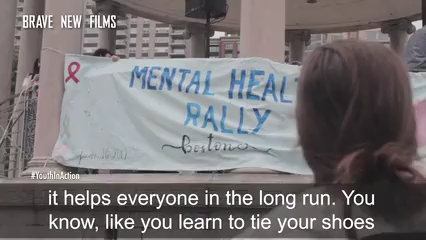 BRAVE NEW FILMS
MENTAL HEAL
RALLY
boston
#YouthInAction
it helps everyone in the long run. You
know, like you learn to tie your shoes